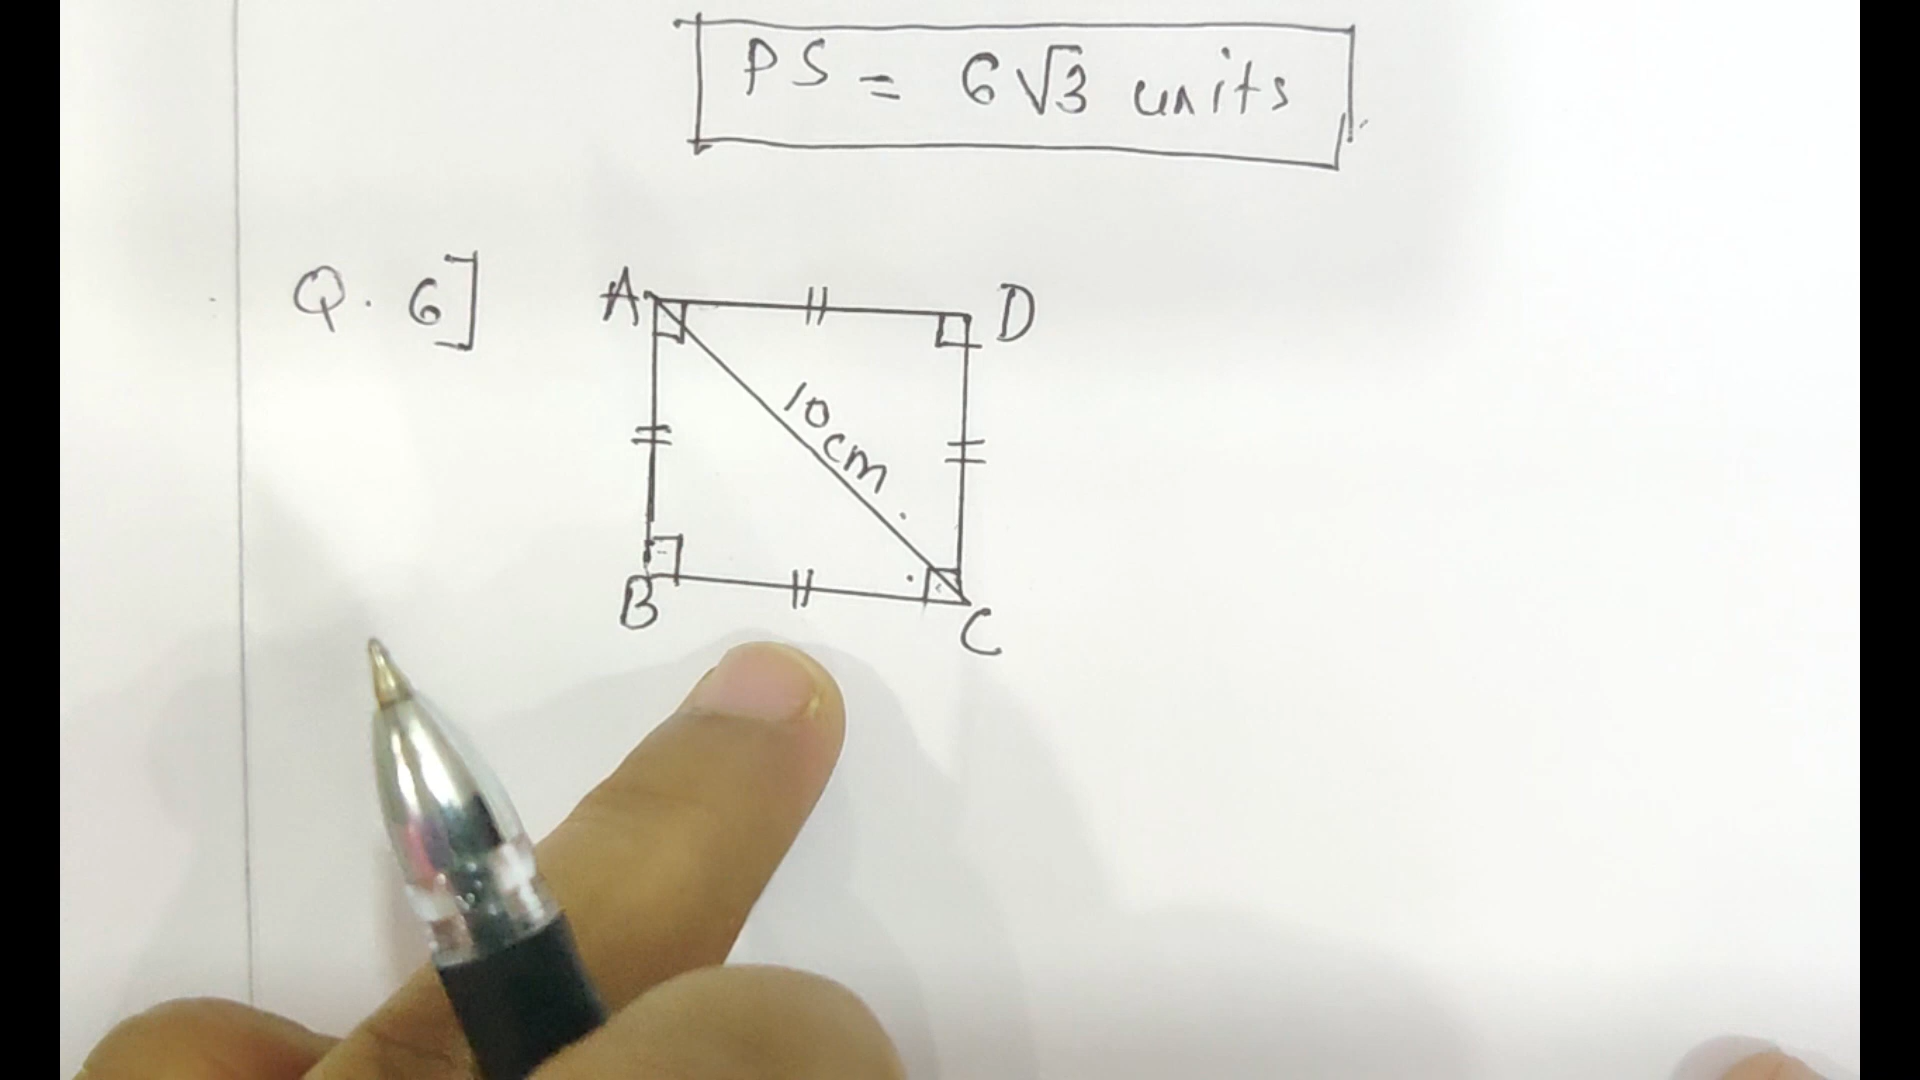 PS = 6√3 units
Q. 6]
A
D
10cm
B
C